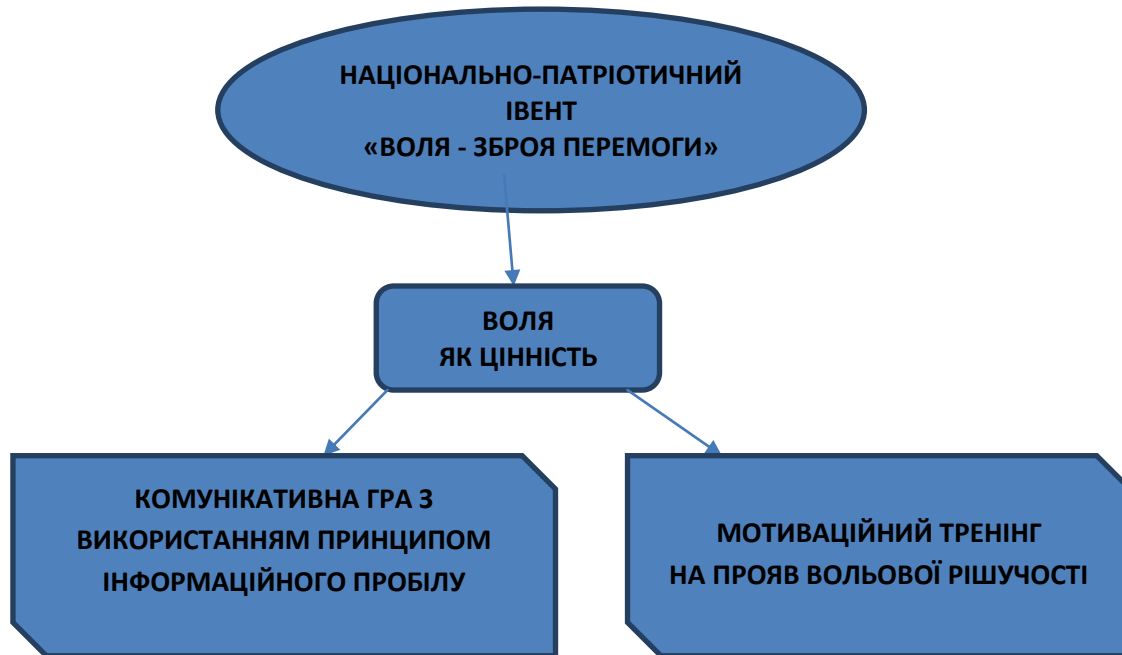 НАЦІОНАЛЬНО-ПАТРІОТИЧНИЙ
ІВЕНТ
«ВОЛЯ - ЗБРОЯ ПЕРЕМОГИ»
ВОЛЯ
ЯК ЦІННІСТЬ
КОМУНІКАТИВНА ГРА З
ВИКОРИСТАННЯМ ПРИНЦИПОМ
ІНФОРМАЦІЙНОГО ПРОБІЛУ
МОТИВАЦІЙНИЙ ТРЕНІНГ
НА ПРОЯВ ВОЛЬОВОЇ РІШУЧОСТІ